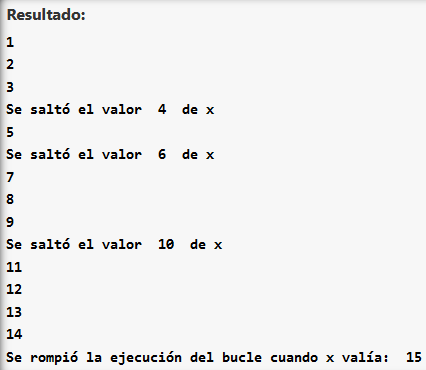 Resultado:
1
2
3
Se saltó el valor  4  de x
5
Se saltó el valor  6  de x
7
8
9
Se saltó el valor  10  de x
11
12
13
14
Se rompió la ejecución del bucle cuando x valía:  15